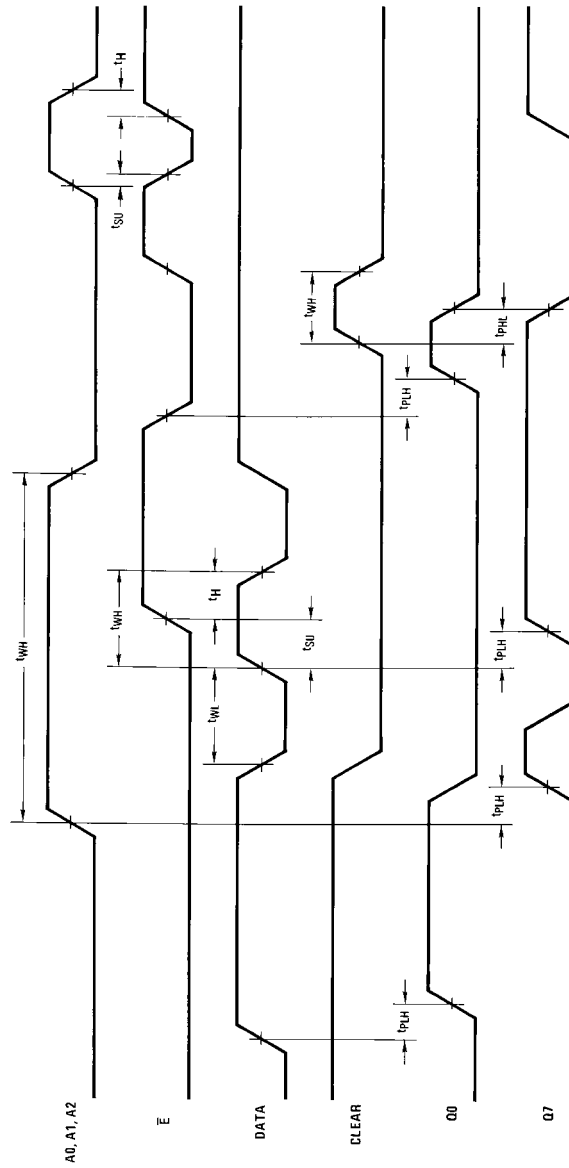 A0, A1, A2
tWH
tSU
tH
E
tWH
DATA
tWL
tH
tSU
CLEAR
tWH
Q0
tPLH
tPLH
Q7
tPLH
tPLH
tPHL